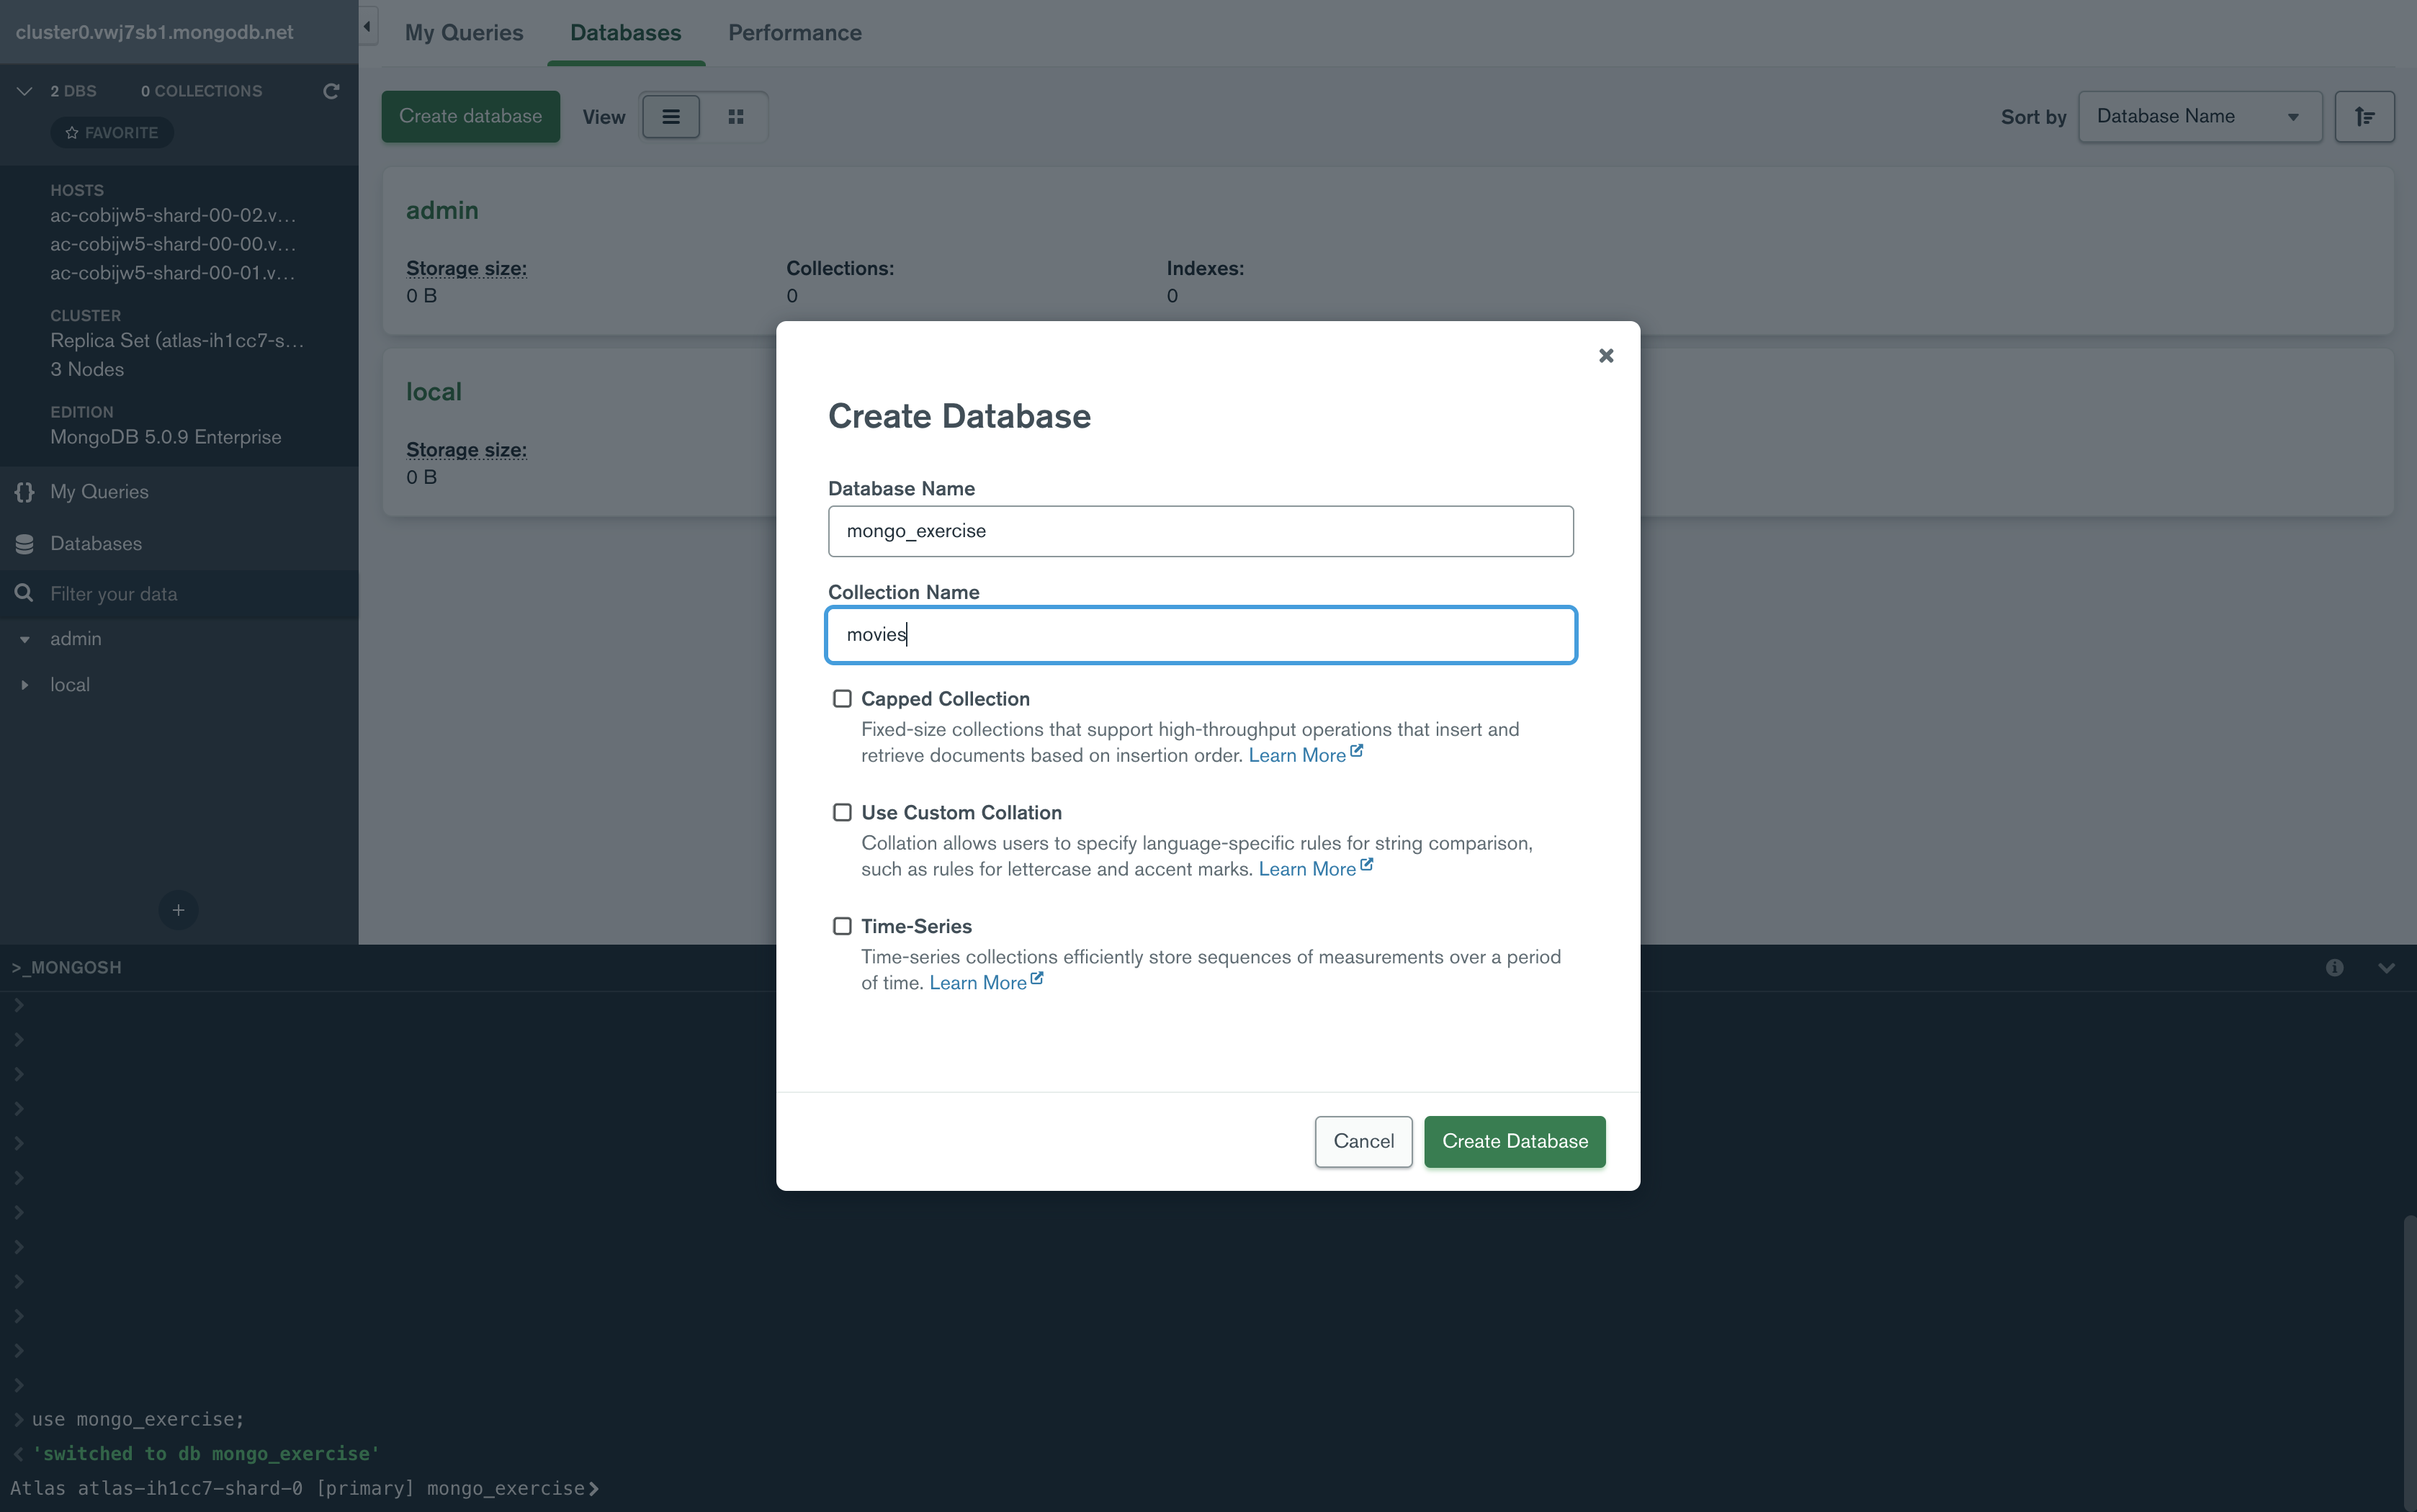 cluster0.vwj7sb1.mongodb.net
2 DBS 0 COLLECTIONS
FAVORITE
HOSTS
ac-cobijw5-shard-00-02.v...
ac-cobijw5-shard-00-00.v...
ac-cobijw5-shard-00-01.v...
CLUSTER
Replica Set (atlas-ih1cc7-s...
3 Nodes
EDITION
MongoDB 5.0.9 Enterprise
{} My Queries
Databases
Filter your data
admin
local
+
My Queries Databases Performance
Create database View Sort by Database Name
admin
Storage size: Collections: Indexes:
0 B 0 0
local
Storage size:
0 B
Create Database
Database Name
mongo_exercise
Collection Name
movies
Capped Collection
Fixed-size collections that support high-throughput operations that insert and
retrieve documents based on insertion order. Learn More
Use Custom Collation
Collation allows users to specify language-specific rules for string comparison,
such as rules for lettercase and accent marks. Learn More
Time-Series
Time-series collections efficiently store sequences of measurements over a period
of time. Learn More
Cancel Create Database
>_MONGOSH
>
>
>
>
>
>
>
>
>
>
>
>
> use mongo_exercise;
< 'switched to db mongo_exercise'
Atlas atlas-ih1cc7-shard-0 [primary] mongo_exercise>